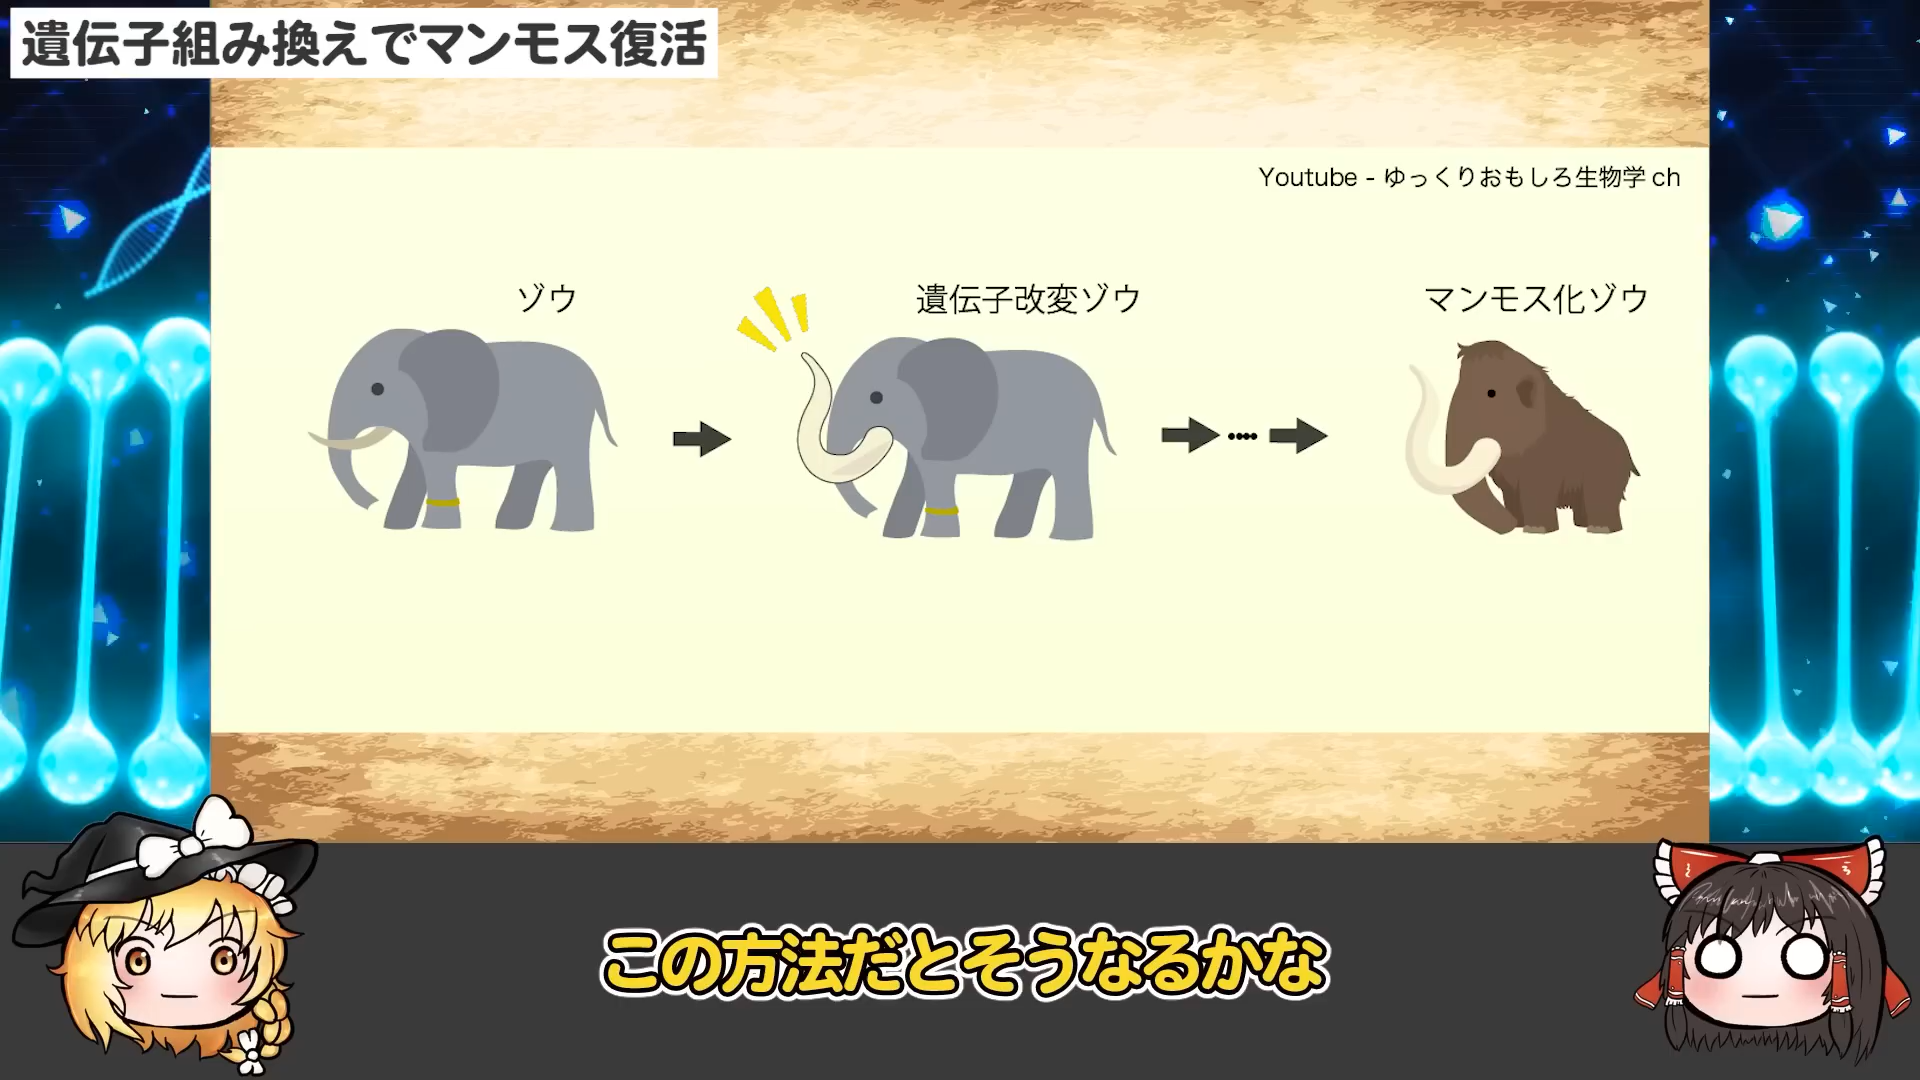 遺伝子組み換えでマンモス復活
Youtube - ゆっくりおもしろ生物学 ch
ゾウ
遺伝子改変ゾウ
マンモス化ゾウ
この方法だとそうなるかな